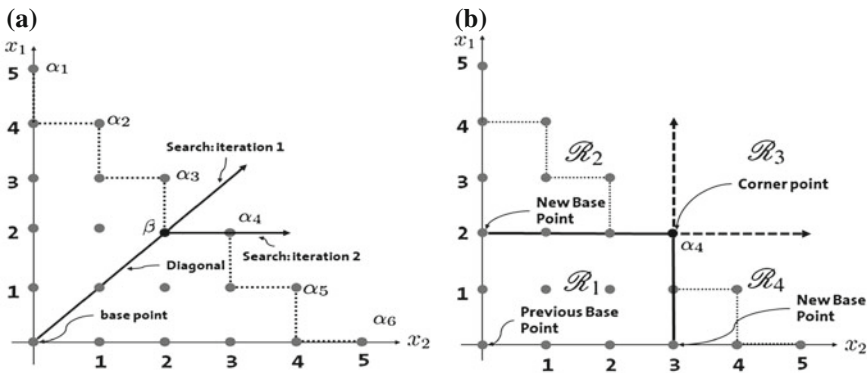 (a)
x₁
5
α₁
4
α₂
Search: iteration 1
3
α₃
β
α₄
2
Search: iteration 2
Diagonal
1
α₅
base point
α₆
x₂
1 2 3 4 5
(b)
x₁
5
4
ℛ₂
ℛ₃
3
Corner point
New Base
Point
2
α₄
1
ℛ₁
ℛ₄
Previous Base
Point
New Base
Point
x₂
1 2 3 4 5